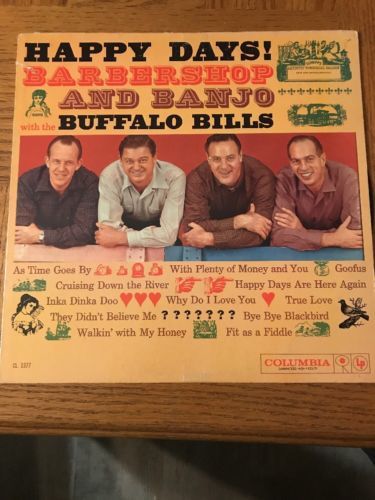 HAPPY DAYS!
BARBERSHOP
AND BANJO
with the BUFFALO BILLS
As Time Goes By With Plenty of Money and You Goofus
Cruising Down the River Happy Days Are Here Again
Inka Dinka Doo Why Do I Love You True Love
They Didn't Believe Me ??????? Bye Bye Blackbird
Walkin' with My Honey Fit as a Fiddle
CL 1377
COLUMBIA
LP